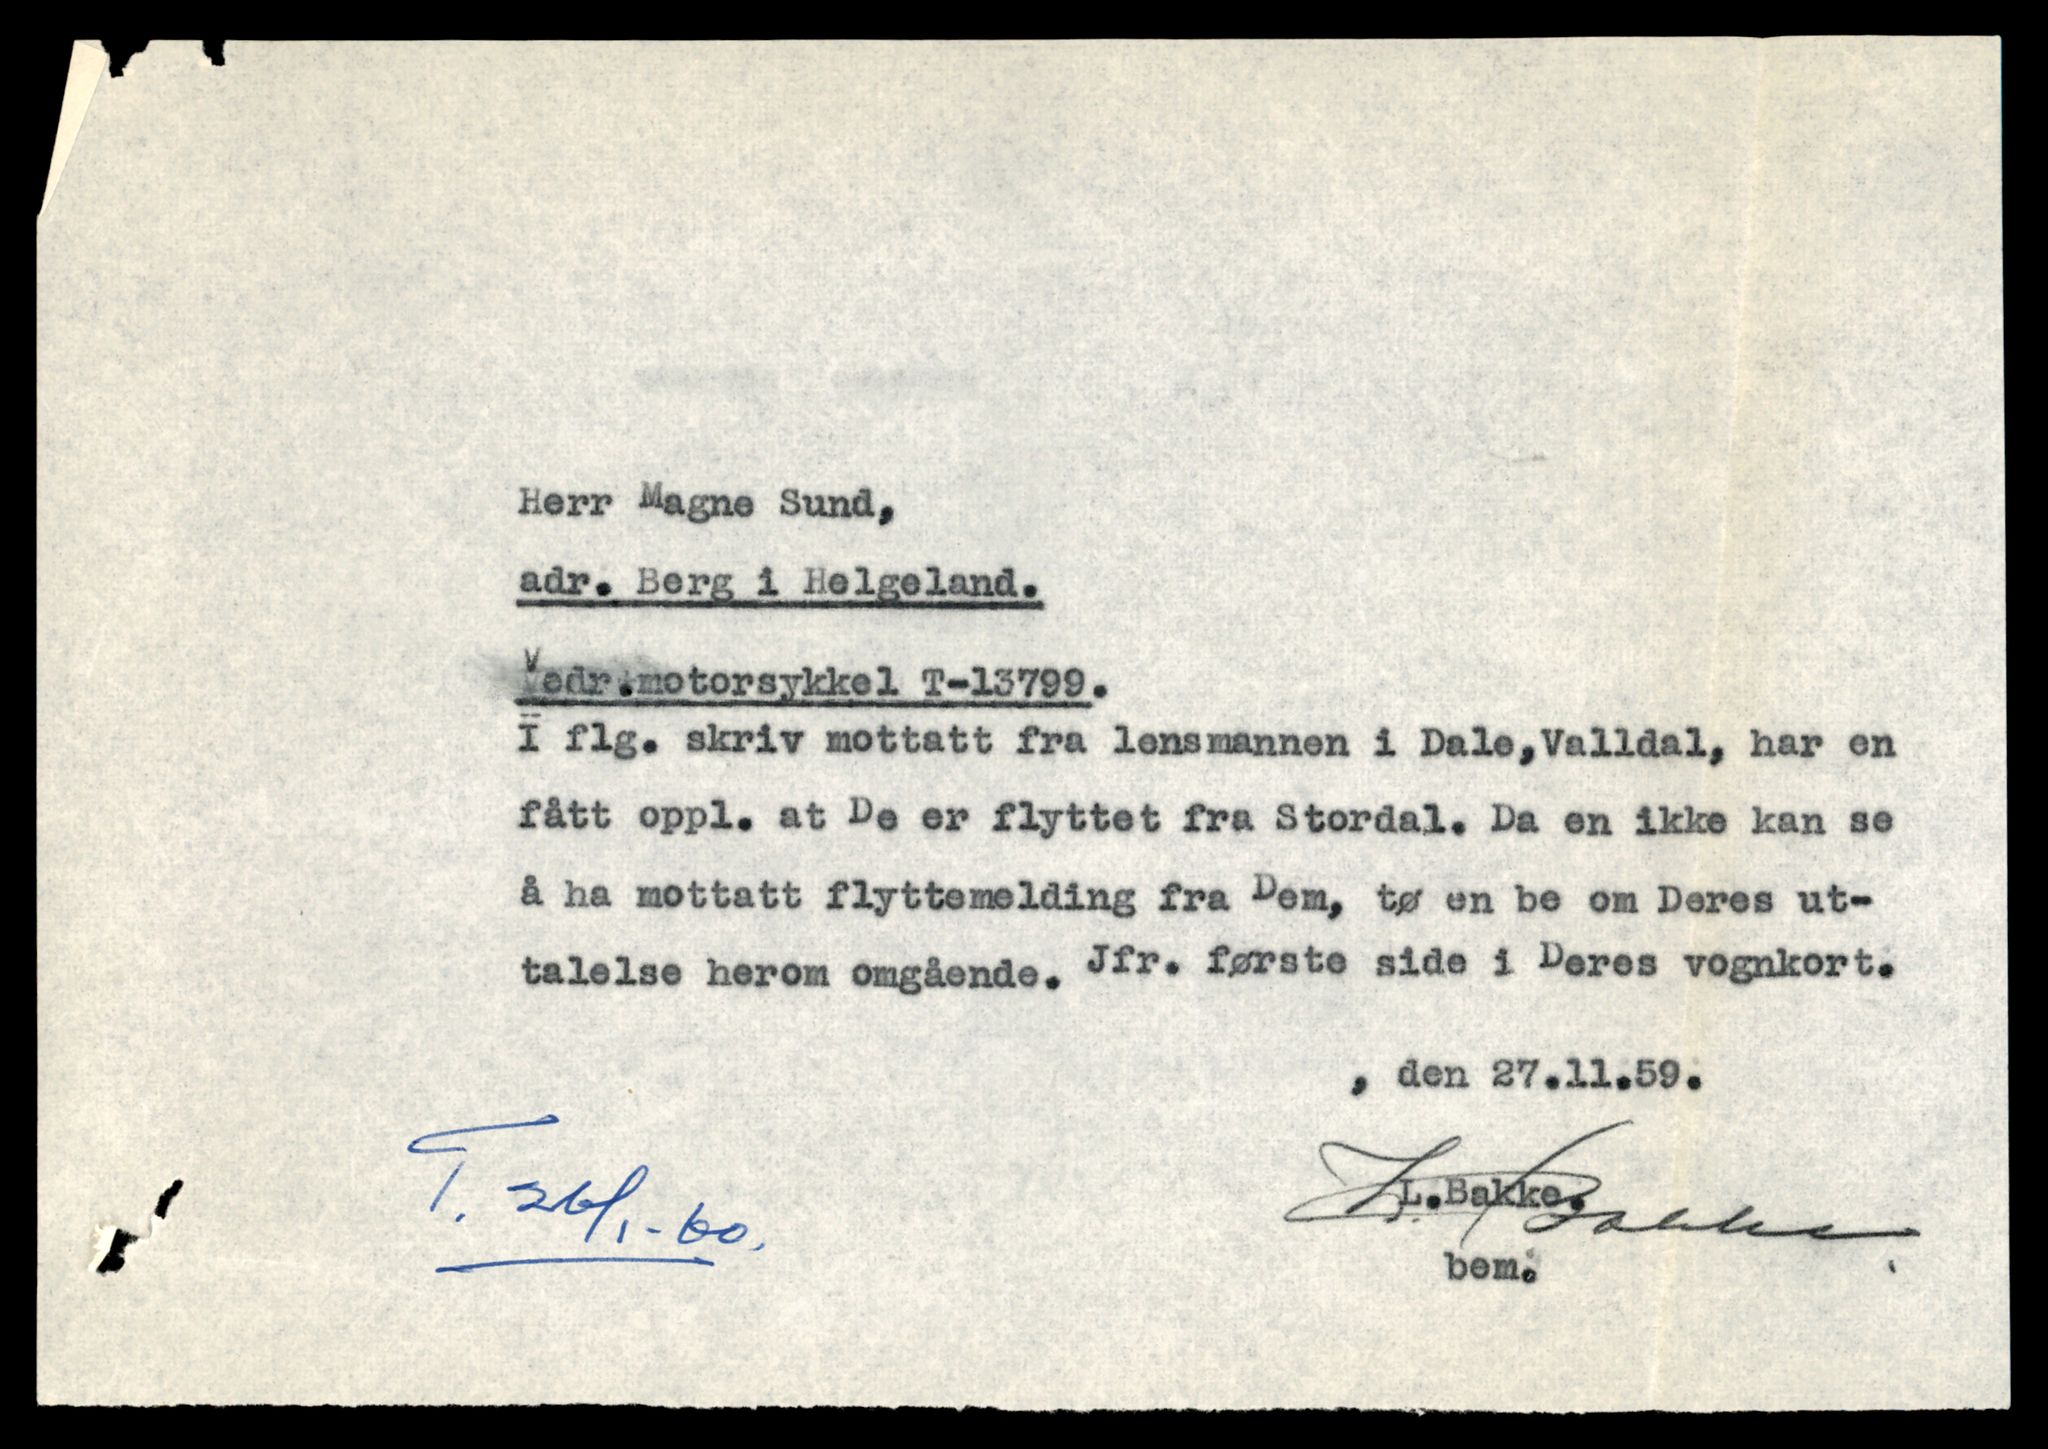 Herr Magne Sund,
adr. Berg i Helgeland.
Vedr.motorsykkel T-13799.
I flg. skriv mottatt fra lensmannen i Dale,Valldal, har en
fått oppl. at De er flyttet fra Stordal. Da en ikke kan se
å ha mottatt flyttemelding fra Dem, tø en be om Deres ut-
talelse herom omgående. Jfr. første side i Deres vognkort.
, den 27.11.59.
L. Bakke
L.Bakke.
bem.
T. 26/1-60.